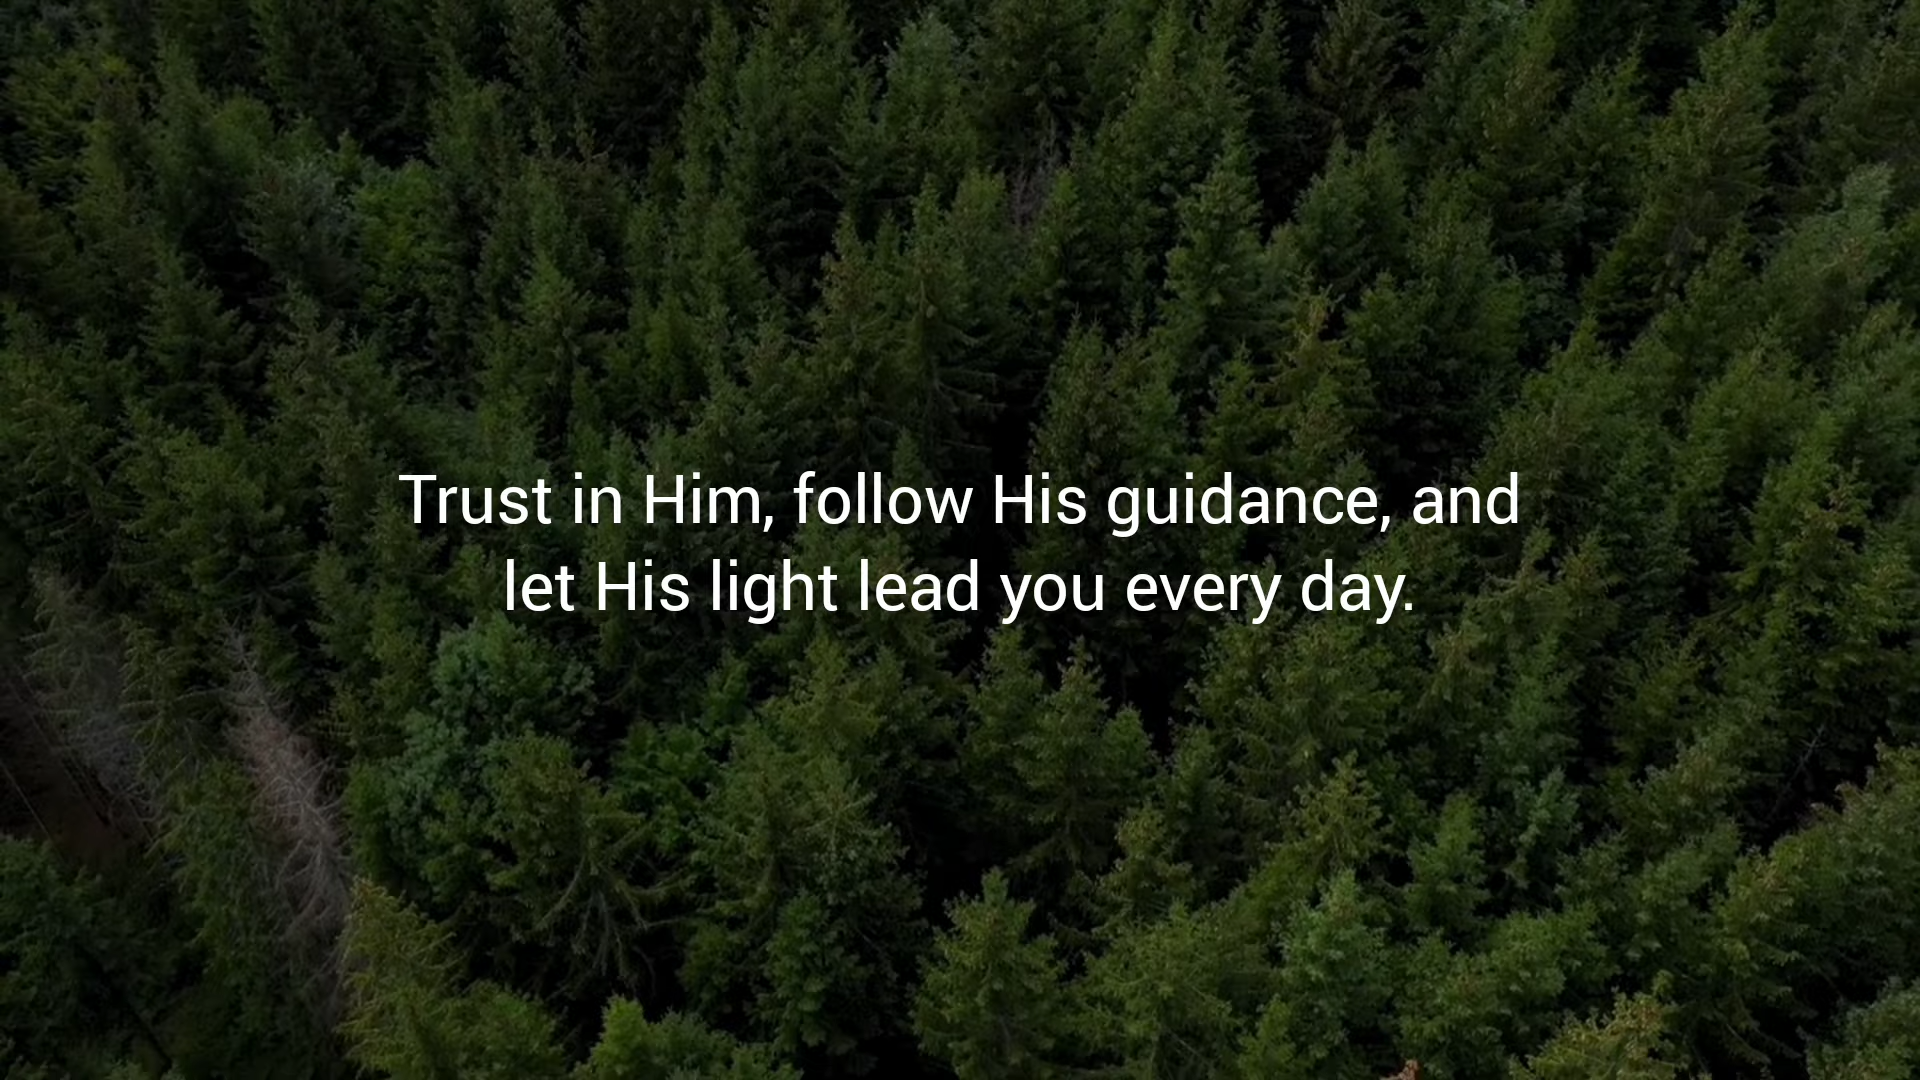 Trust in Him, follow His guidance, and
let His light lead you every day.